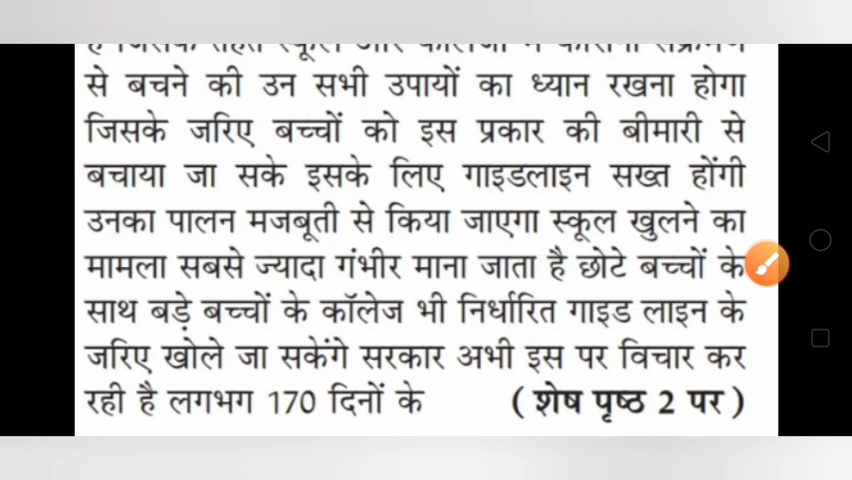 से बचने की उन सभी उपायों का ध्यान रखना होगा
जिसके जरिए बच्चों को इस प्रकार की बीमारी से
बचाया जा सके इसके लिए गाइडलाइन सख्त होंगी
उनका पालन मजबूती से किया जाएगा स्कूल खुलने का
मामला सबसे ज्यादा गंभीर माना जाता है छोटे बच्चों के
साथ बड़े बच्चों के कॉलेज भी निर्धारित गाइड लाइन के
जरिए खोले जा सकेंगे सरकार अभी इस पर विचार कर
रही है लगभग 170 दिनों के (शेष पृष्ठ 2 पर)